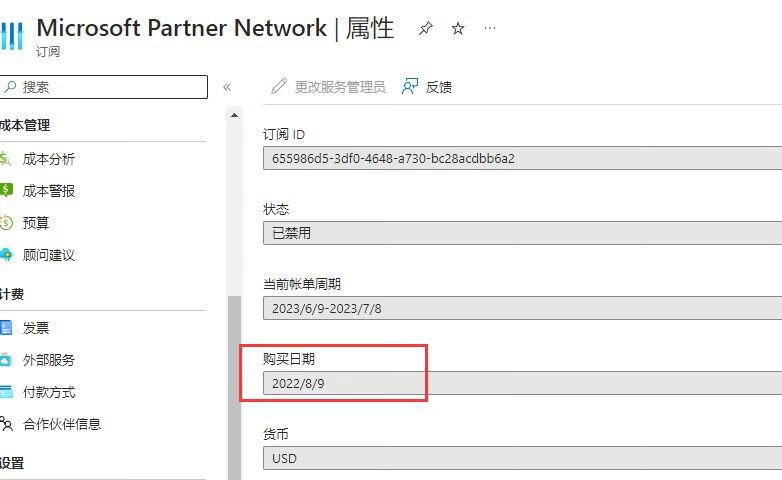 Microsoft Partner Network | 属性
订阅
搜索
更改服务管理员
反馈
成本管理
成本分析
成本警报
预算
顾问建议
计费
发票
外部服务
付款方式
合作伙伴信息
设置
订阅 ID
655986d5-3df0-4648-a730-bc28acdbb6a2
状态
已禁用
当前帐单周期
2023/6/9-2023/7/8
购买日期
2022/8/9
货币
USD